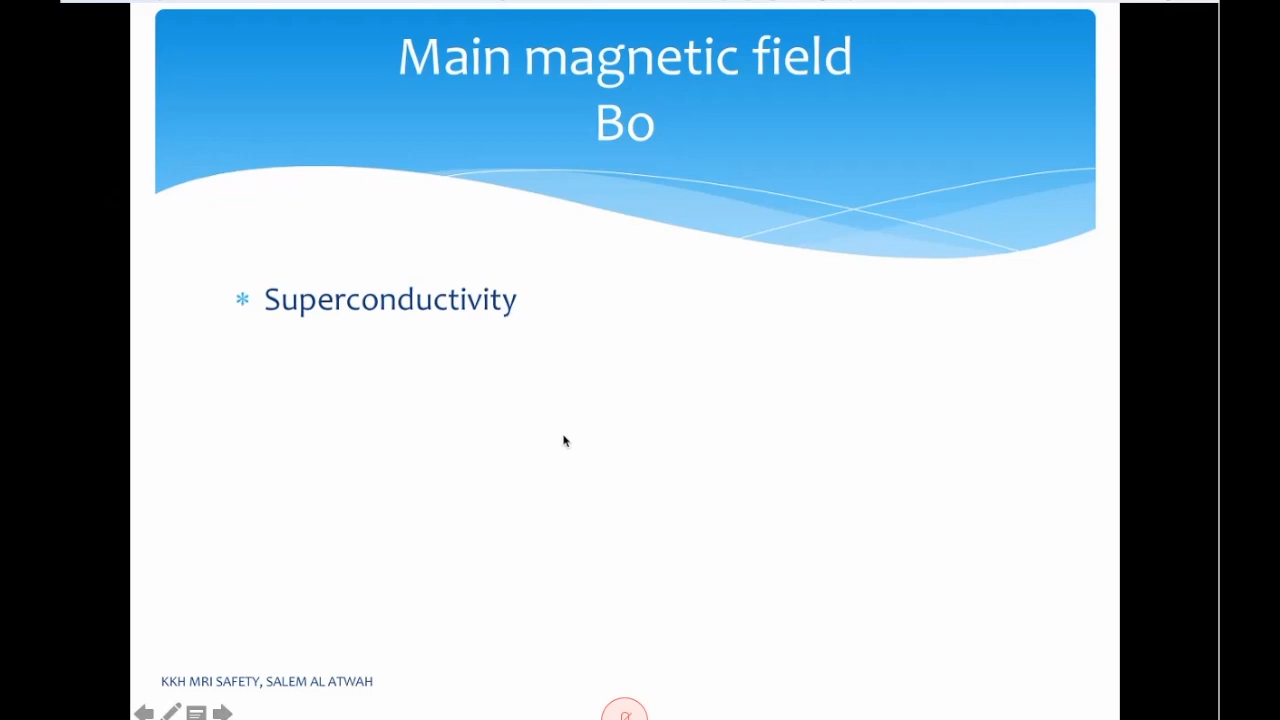 Main magnetic field
Bo
* Superconductivity
KKH MRI SAFETY, SALEM AL ATWAH